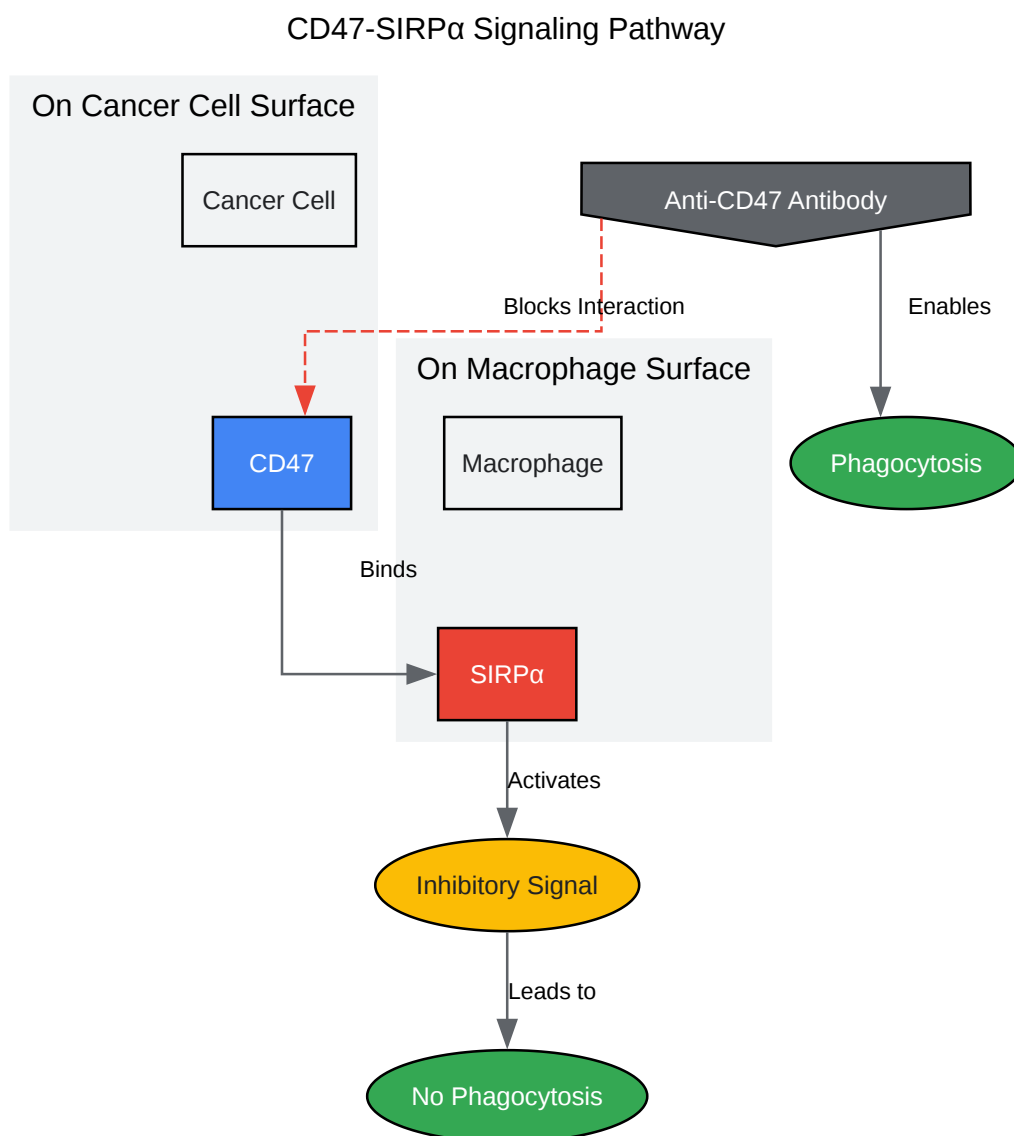 CD47-SIRPα Signaling Pathway
On Cancer Cell Surface
Cancer Cell
Anti-CD47 Antibody
Blocks Interaction
Enables
On Macrophage Surface
CD47
Macrophage
Phagocytosis
Binds
SIRPα
Activates
Inhibitory Signal
Leads to
No Phagocytosis